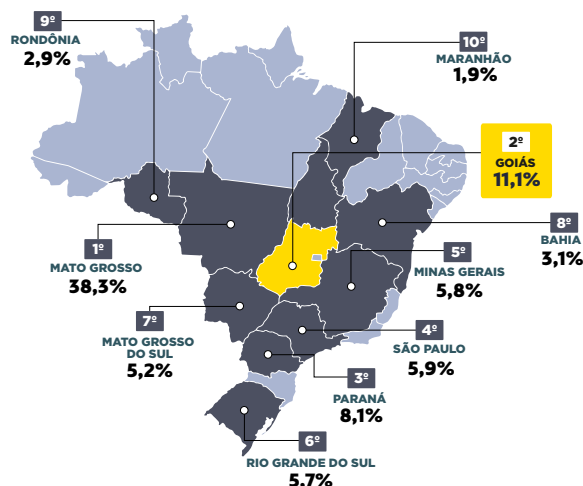 9º
RONDÔNIA
2,9%
10º
MARANHÃO
1,9%
2º
GOIÁS
11,1%
8º
BAHIA
3,1%
1º
MATO GROSSO
38,3%
5º
MINAS GERAIS
5,8%
7º
MATO GROSSO
DO SUL
5,2%
4º
SÃO PAULO
5,9%
3º
PARANÁ
8,1%
6º
RIO GRANDE DO SUL
5,7%